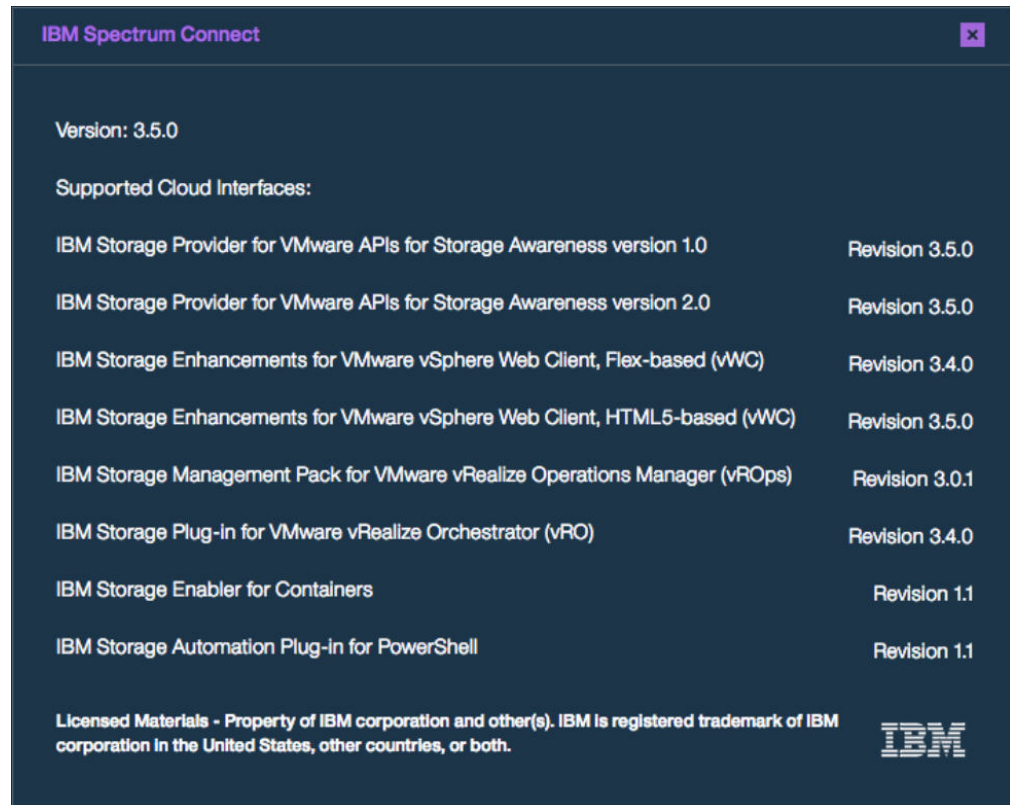 IBM Spectrum Connect
Version: 3.5.0
Supported Cloud Interfaces:
IBM Storage Provider for VMware APIs for Storage Awareness version 1.0 Revision 3.5.0
IBM Storage Provider for VMware APIs for Storage Awareness version 2.0 Revision 3.5.0
IBM Storage Enhancements for VMware vSphere Web Client, Flex-based (vWC) Revision 3.4.0
IBM Storage Enhancements for VMware vSphere Web Client, HTML5-based (vWC) Revision 3.5.0
IBM Storage Management Pack for VMware vRealize Operations Manager (vROps) Revision 3.0.1
IBM Storage Plug-in for VMware vRealize Orchestrator (vRO) Revision 3.4.0
IBM Storage Enabler for Containers Revision 1.1
IBM Storage Automation Plug-in for PowerShell Revision 1.1
Licensed Materials - Property of IBM corporation and other(s). IBM is registered trademark of IBM
corporation in the United States, other countries, or both.
IBM